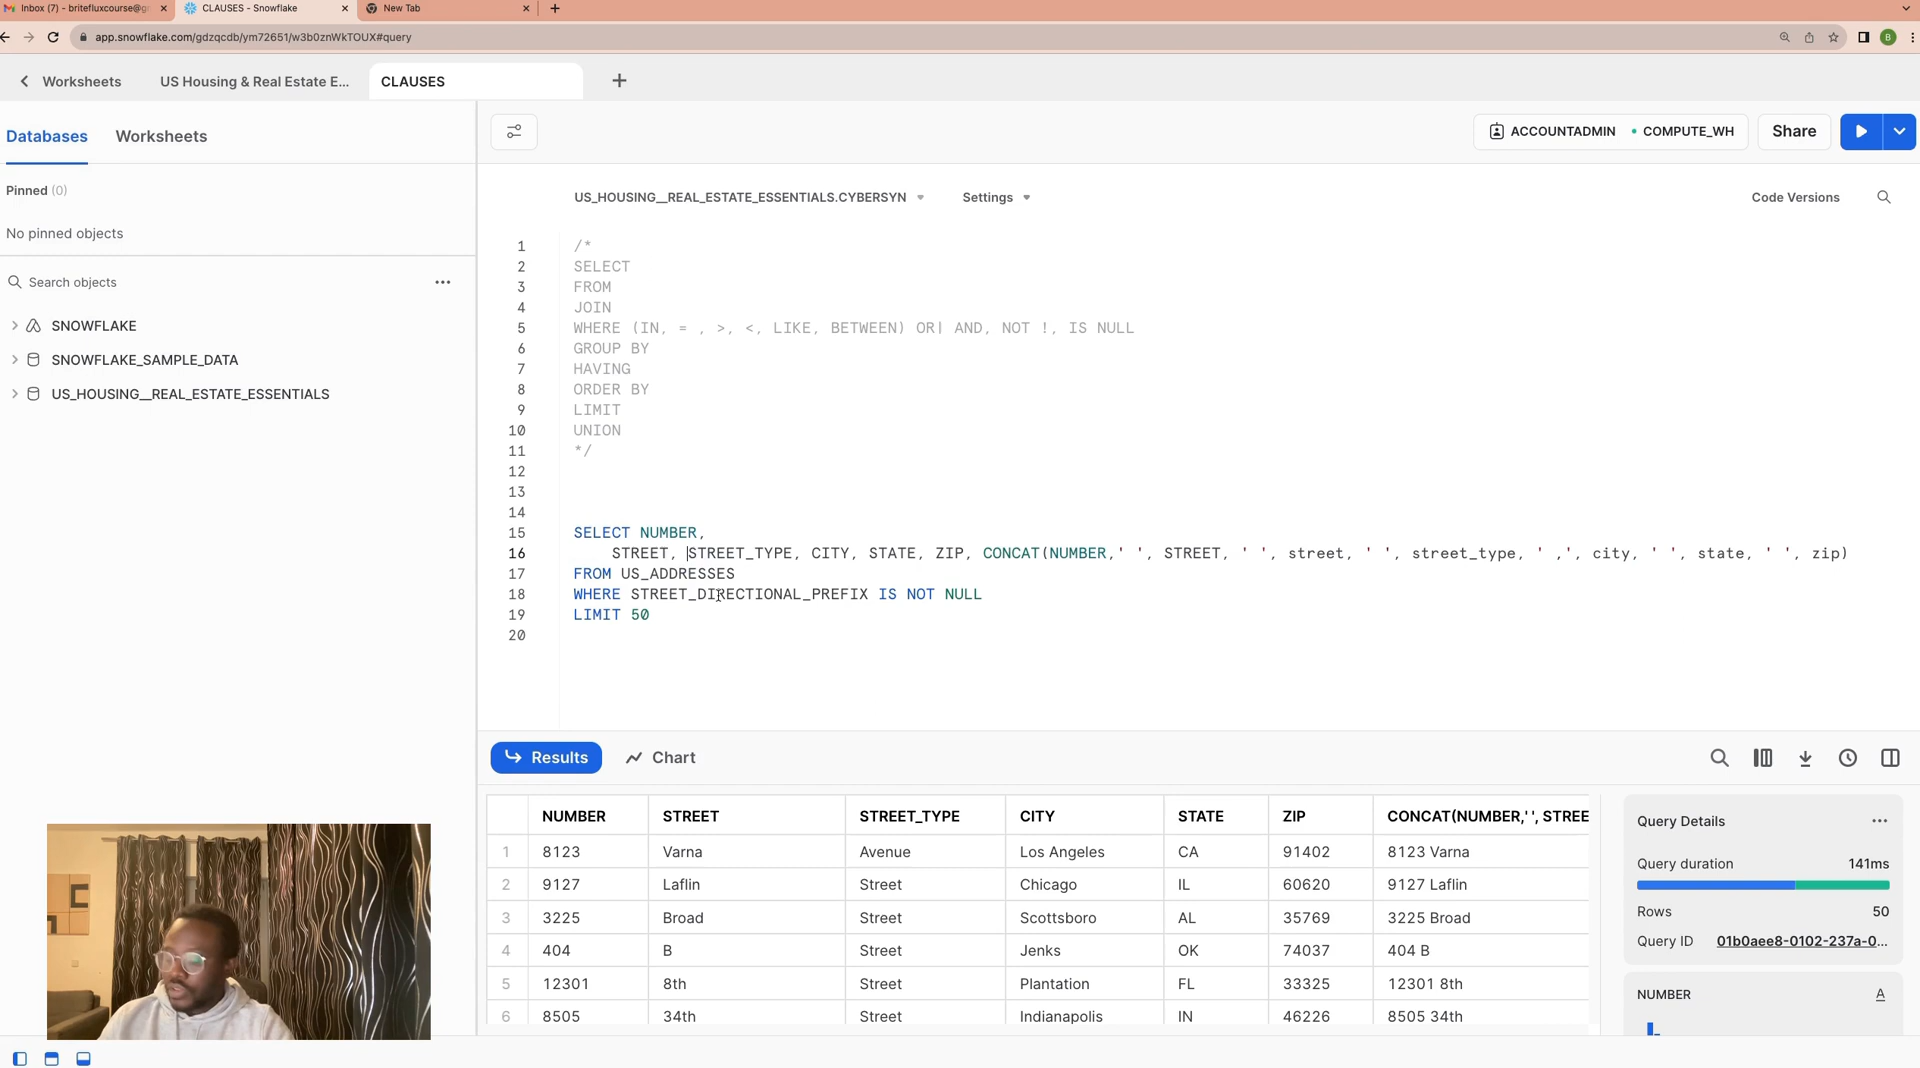 Inbox (7) - britefluxcourse@g
CLAUSES - Snowflake
New Tab
app.snowflake.com/gdzqcdb/ym72651/w3b0znWkTOUX#query
B
Worksheets
US Housing & Real Estate E...
CLAUSES
Databases
Worksheets
ACCOUNTADMIN
COMPUTE_WH
Share
Pinned (0)
No pinned objects
Search objects
SNOWFLAKE
SNOWFLAKE_SAMPLE_DATA
US_HOUSING__REAL_ESTATE_ESSENTIALS
US_HOUSING__REAL_ESTATE_ESSENTIALS.CYBERSYN
Settings
Code Versions
1 /*
2 SELECT
3 FROM
4 JOIN
5 WHERE (IN, = , >, <, LIKE, BETWEEN) OR| AND, NOT !, IS NULL
6 GROUP BY
7 HAVING
8 ORDER BY
9 LIMIT
10 UNION
11 */
12
13
14
15 SELECT NUMBER,
16 STREET, STREET_TYPE, CITY, STATE, ZIP, CONCAT(NUMBER,' ', STREET, ' ', street, ' ', street_type, ' ,', city, ' ', state, ' ', zip)
17 FROM US_ADDRESSES
18 WHERE STREET_DIRECTIONAL_PREFIX IS NOT NULL
19 LIMIT 50
20
Results
Chart
NUMBER STREET STREET_TYPE CITY STATE ZIP CONCAT(NUMBER,' ', STREE
1 8123 Varna Avenue Los Angeles CA 91402 8123 Varna
2 9127 Laflin Street Chicago IL 60620 9127 Laflin
3 3225 Broad Street Scottsboro AL 35769 3225 Broad
4 404 B Street Jenks OK 74037 404 B
5 12301 8th Street Plantation FL 33325 12301 8th
6 8505 34th Street Indianapolis IN 46226 8505 34th
Query Details
Query duration 141ms
Rows 50
Query ID 01b0aee8-0102-237a-0...
NUMBER A